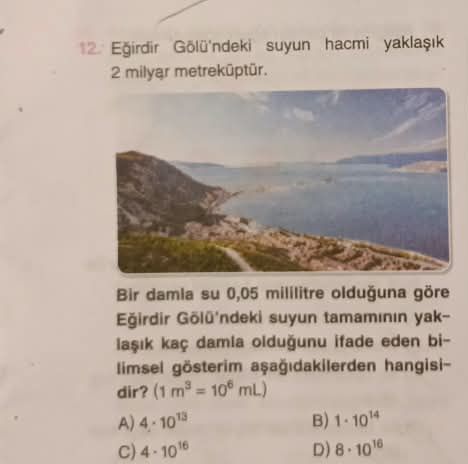 12. Eğirdir Gölü'ndeki suyun hacmi yaklaşık
2 milyar metreküptür.
Bir damla su 0,05 mililitre olduğuna göre
Eğirdir Gölü'ndeki suyun tamamının yak-
laşık kaç damla olduğunu ifade eden bi-
limsel gösterim aşağıdakilerden hangisi-
dir? (1 m³ = 10⁶ mL)
A) 4 · 10¹³ B) 1 · 10¹⁴
C) 4 · 10¹⁶ D) 8 · 10¹⁶